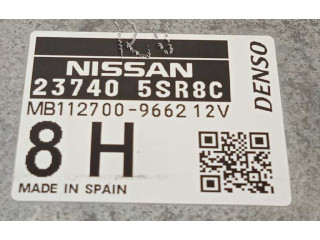 NISSAN
23740 5SR8C
MB112700-9662 12V
8 H
MADE IN SPAIN
DENSO